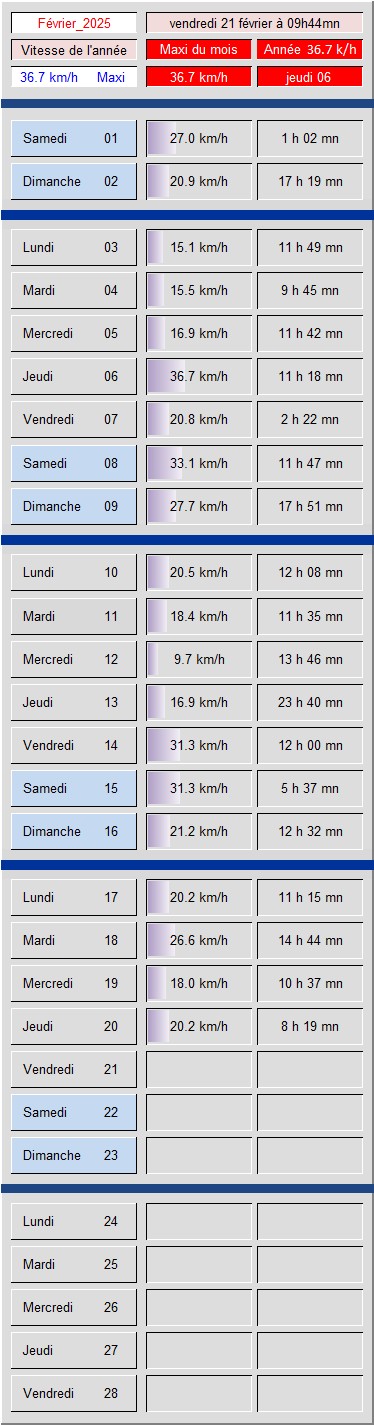 Février_2025 vendredi 21 février à 09h44mn
Vitesse de l'année Maxi du mois Année 36.7 k/h
36.7 km/h Maxi 36.7 km/h jeudi 06
Samedi 01 27.0 km/h 1 h 02 mn
Dimanche 02 20.9 km/h 17 h 19 mn
Lundi 03 15.1 km/h 11 h 49 mn
Mardi 04 15.5 km/h 9 h 45 mn
Mercredi 05 16.9 km/h 11 h 42 mn
Jeudi 06 36.7 km/h 11 h 18 mn
Vendredi 07 20.8 km/h 2 h 22 mn
Samedi 08 33.1 km/h 11 h 47 mn
Dimanche 09 27.7 km/h 17 h 51 mn
Lundi 10 20.5 km/h 12 h 08 mn
Mardi 11 18.4 km/h 11 h 35 mn
Mercredi 12 9.7 km/h 13 h 46 mn
Jeudi 13 16.9 km/h 23 h 40 mn
Vendredi 14 31.3 km/h 12 h 00 mn
Samedi 15 31.3 km/h 5 h 37 mn
Dimanche 16 21.2 km/h 12 h 32 mn
Lundi 17 20.2 km/h 11 h 15 mn
Mardi 18 26.6 km/h 14 h 44 mn
Mercredi 19 18.0 km/h 10 h 37 mn
Jeudi 20 20.2 km/h 8 h 19 mn
Vendredi 21
Samedi 22
Dimanche 23
Lundi 24
Mardi 25
Mercredi 26
Jeudi 27
Vendredi 28